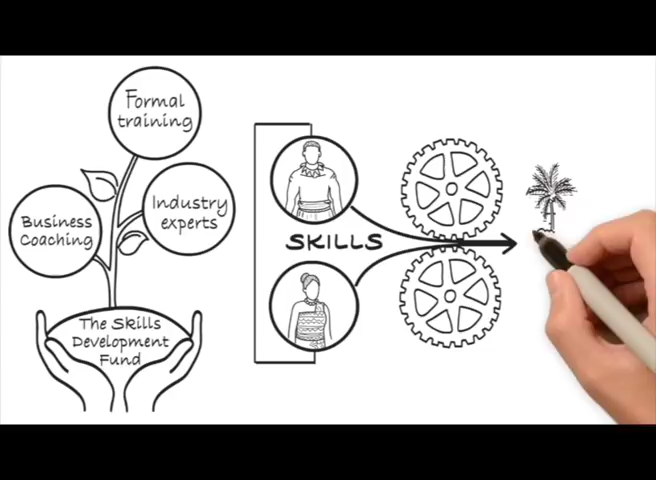 Formal
training
Business
Coaching
Industry
experts
The Skills
Development
Fund
SKILLS